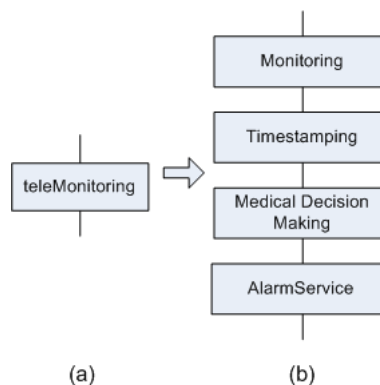 Monitoring
Timestamping
teleMonitoring
Medical Decision
Making
AlarmService
(a)
(b)